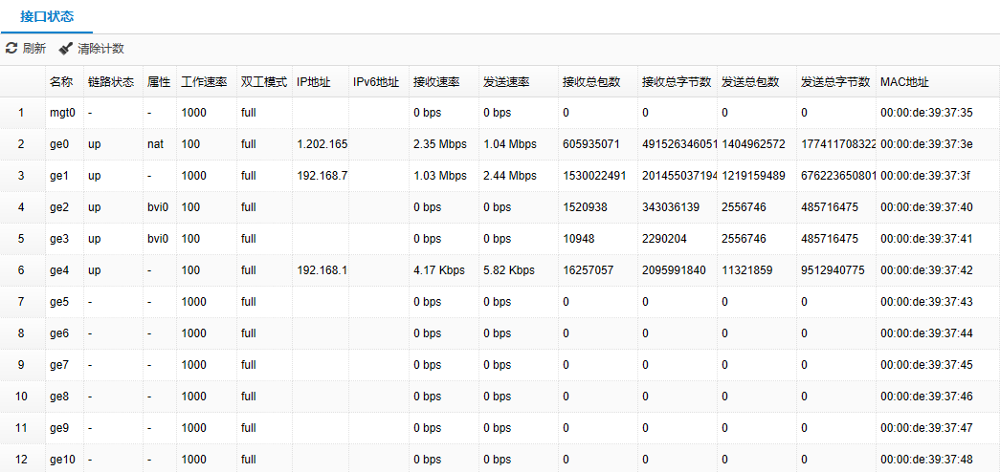 接口状态
刷新 清除计数
名称 链路状态 属性 工作速率 双工模式 IP地址 IPv6地址 接收速率 发送速率 接收总包数 接收总字节数 发送总包数 发送总字节数 MAC地址
1 mgt0 - - 1000 full 0 bps 0 bps 0 0 0 0 00:00:de:39:37:35
2 ge0 up nat 100 full 1.202.165 2.35 Mbps 1.04 Mbps 605935071 491526346051 1404962572 177411708322 00:00:de:39:37:3e
3 ge1 up - 1000 full 192.168.7 1.03 Mbps 2.44 Mbps 1530022491 201455037194 1219159489 676223650801 00:00:de:39:37:3f
4 ge2 up bvi0 100 full 0 bps 0 bps 1520938 343036139 2556746 485716475 00:00:de:39:37:40
5 ge3 up bvi0 100 full 0 bps 0 bps 10948 2290204 2556746 485716475 00:00:de:39:37:41
6 ge4 up - 100 full 192.168.1 4.17 Kbps 5.82 Kbps 16257057 2095991840 11321859 9512940775 00:00:de:39:37:42
7 ge5 - - 1000 full 0 bps 0 bps 0 0 0 0 00:00:de:39:37:43
8 ge6 - - 1000 full 0 bps 0 bps 0 0 0 0 00:00:de:39:37:44
9 ge7 - - 1000 full 0 bps 0 bps 0 0 0 0 00:00:de:39:37:45
10 ge8 - - 1000 full 0 bps 0 bps 0 0 0 0 00:00:de:39:37:46
11 ge9 - - 1000 full 0 bps 0 bps 0 0 0 0 00:00:de:39:37:47
12 ge10 - - 1000 full 0 bps 0 bps 0 0 0 0 00:00:de:39:37:48